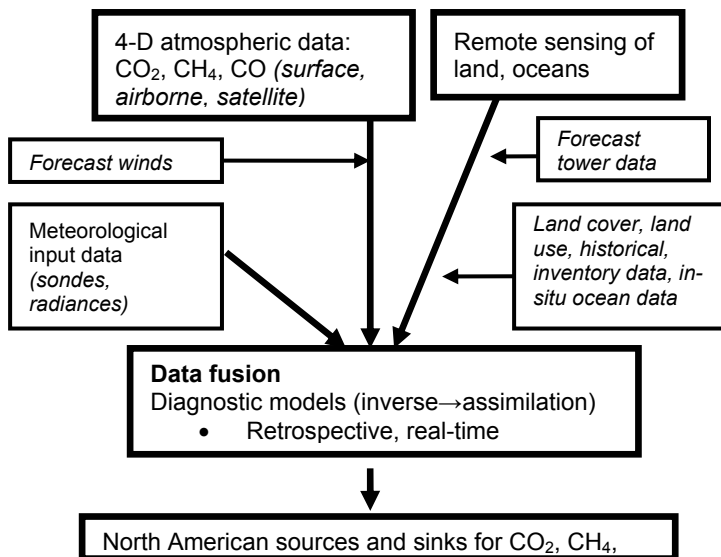 4-D atmospheric data:
CO₂, CH₄, CO (surface,
airborne, satellite)
Remote sensing of
land, oceans
Forecast winds
Forecast
tower data
Meteorological
input data
(sondes,
radiances)
Land cover, land
use, historical,
inventory data, in-
situ ocean data
Data fusion
Diagnostic models (inverse→assimilation)
• Retrospective, real-time
North American sources and sinks for CO₂, CH₄,